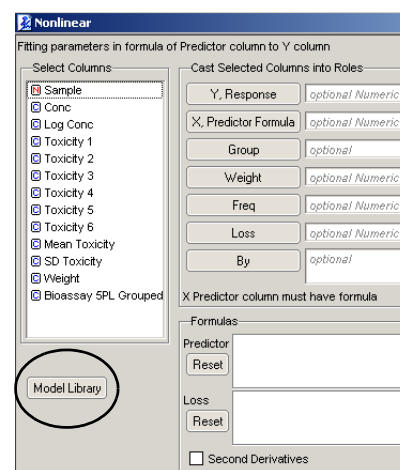 Nonlinear
Fitting parameters in formula of Predictor column to Y column
Select Columns
N Sample
C Conc
C Log Conc
C Toxicity 1
C Toxicity 2
C Toxicity 3
C Toxicity 4
C Toxicity 5
C Toxicity 6
C Mean Toxicity
C SD Toxicity
C Weight
C Bioassay 5PL Grouped
Model Library
Cast Selected Columns into Roles
Y, Response optional Numeric
X, Predictor Formula optional Numeric
Group optional
Weight optional Numeric
Freq optional Numeric
Loss optional Numeric
By optional
X Predictor column must have formula
Formulas
Predictor
Reset
Loss
Reset
Second Derivatives